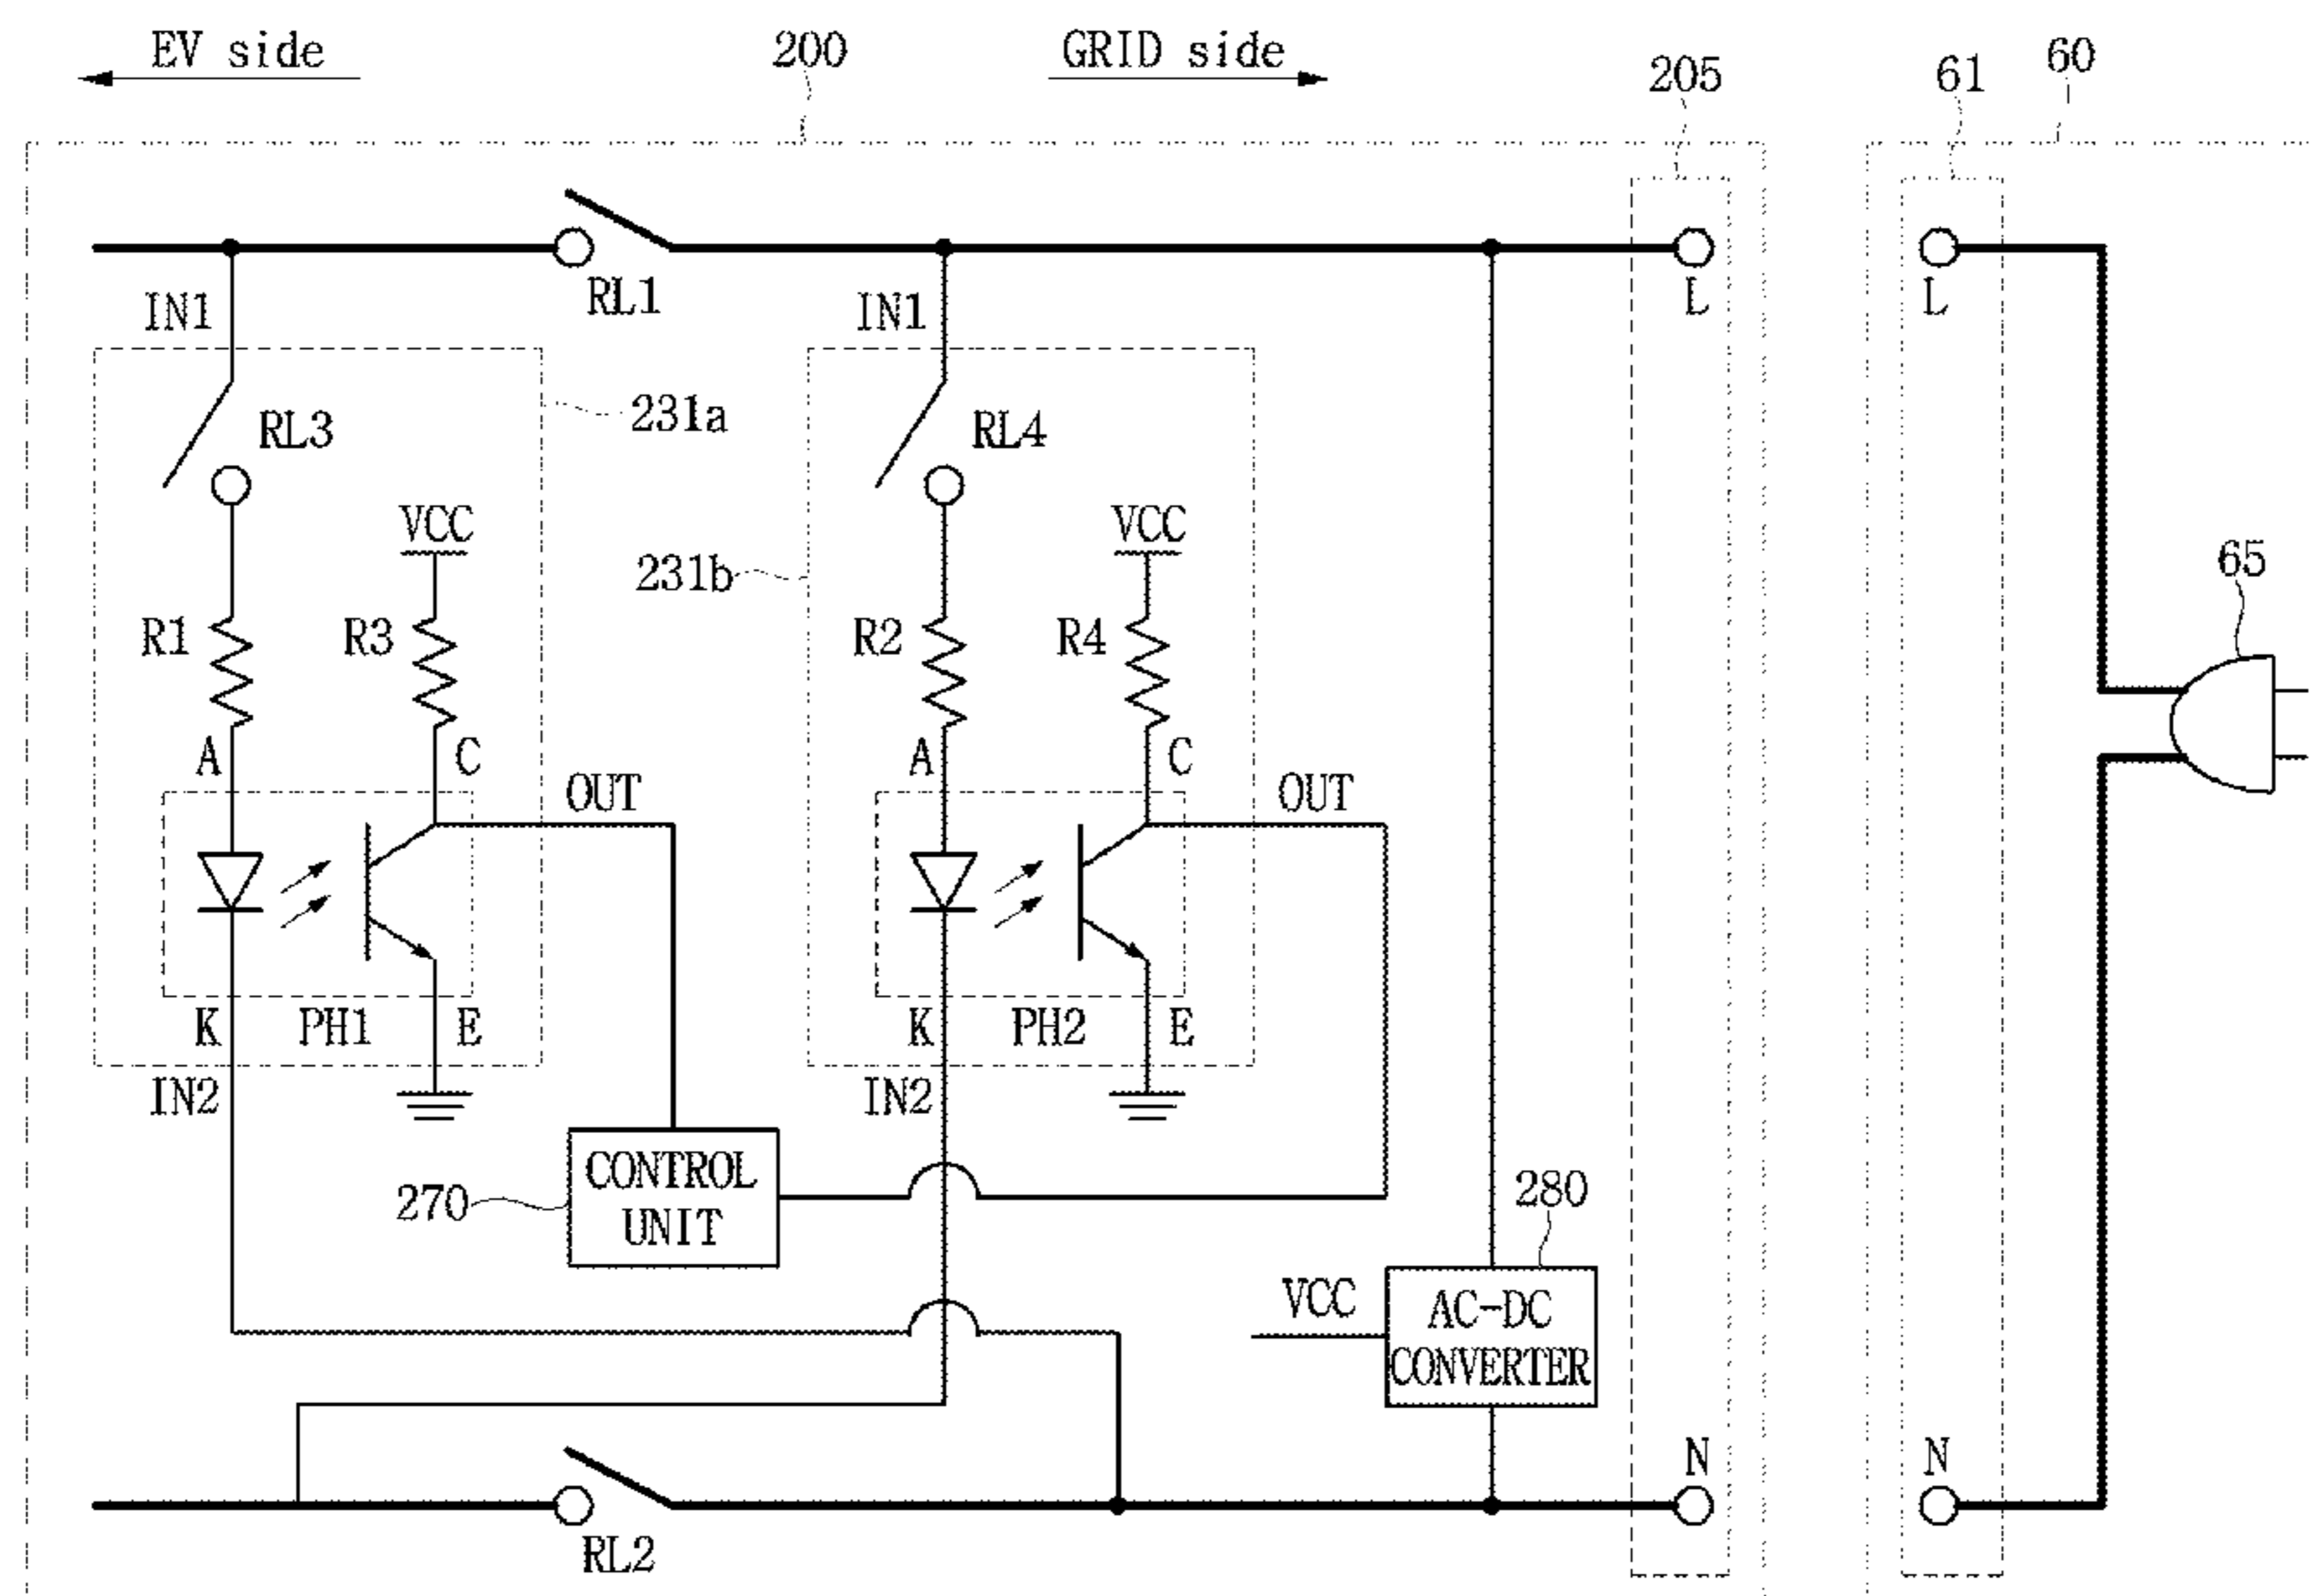 EV side
200
GRID side
205
61
60
RL1
L
L
IN1
IN1
RL3
231a
RL4
VCC
VCC
231b
65
R1
R3
R2
R4
A
C
OUT
A
C
OUT
K
PH1
E
K
PH2
E
IN2
IN2
CONTROL
UNIT
270
280
VCC
AC-DC
CONVERTER
N
N
RL2